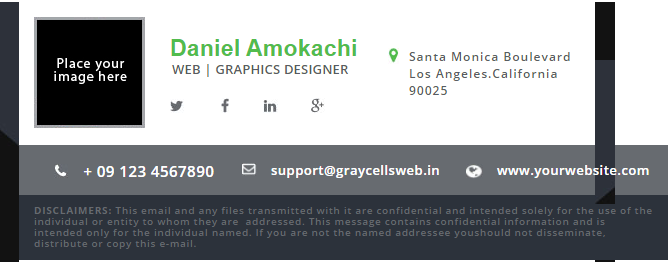 Place your
image here
Daniel Amokachi
WEB | GRAPHICS DESIGNER
Santa Monica Boulevard
Los Angeles.California
90025
+ 09 123 4567890
support@graycellsweb.in
www.yourwebsite.com
DISCLAIMERS: This email and any files transmitted with it are confidential and intended solely for the use of the
individual or entity to whom they are addressed. This message contains confidential information and is
intended only for the individual named. If you are not the named addressee youshould not disseminate,
distribute or copy this e-mail.